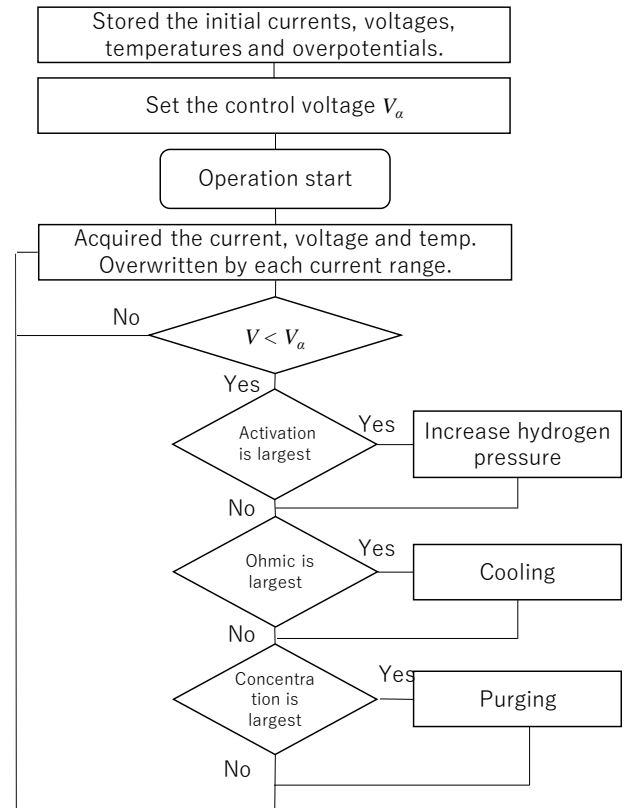 Stored the initial currents, voltages,
temperatures and overpotentials.
Set the control voltage Vα
Operation start
Acquired the current, voltage and temp.
Overwritten by each current range.
No
V < Vα
Yes
Activation
is largest
Yes
Increase hydrogen
pressure
No
Ohmic is
largest
Yes
Cooling
No
Concentra
tion is
largest
Yes
Purging
No